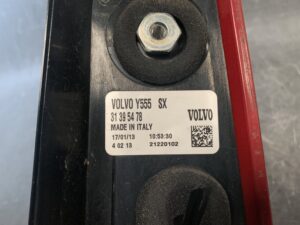 VOLVO Y555 SX
31 39 54 78
MADE IN ITALY
VOLVO
17/01/13 10:53:30
4 02 13 21220102